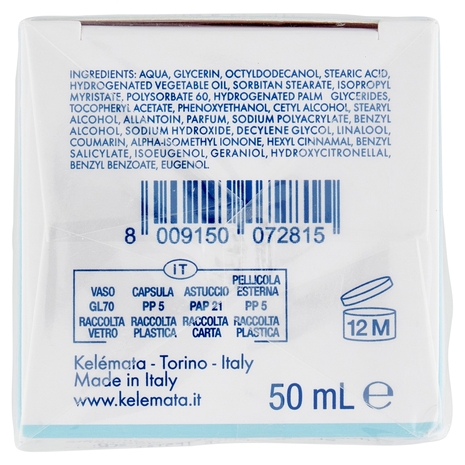 INGREDIENTS: AQUA, GLYCERIN, OCTYLDODECANOL, STEARIC ACID,
HYDROGENATED VEGETABLE OIL, SORBITAN STEARATE, ISOPROPYL
MYRISTATE, POLYSORBATE 60, HYDROGENATED PALM GLYCERIDES,
TOCOPHERYL ACETATE, PHENOXYETHANOL, CETYL ALCOHOL, STEARYL
ALCOHOL, ALLANTOIN, PARFUM, SODIUM POLYACRYLATE, BENZYL
ALCOHOL, SODIUM HYDROXIDE, DECYLENE GLYCOL, LINALOOL,
COUMARIN, ALPHA-ISOMETHYL IONONE, HEXYL CINNAMAL, BENZYL
SALICYLATE, ISOEUGENOL, GERANIOL, HYDROXYCITRONELLAL,
BENZYL BENZOATE, EUGENOL.
8 009150 072815
IT
VASO CAPSULA ASTUCCIO PELLICOLA ESTERNA
GL70 PP 5 PAP 21 PP 5
RACCOLTA RACCOLTA RACCOLTA RACCOLTA
VETRO PLASTICA CARTA PLASTICA
12 M
Kelémata - Torino - Italy
Made in Italy
www.kelemata.it
50 mL ℮